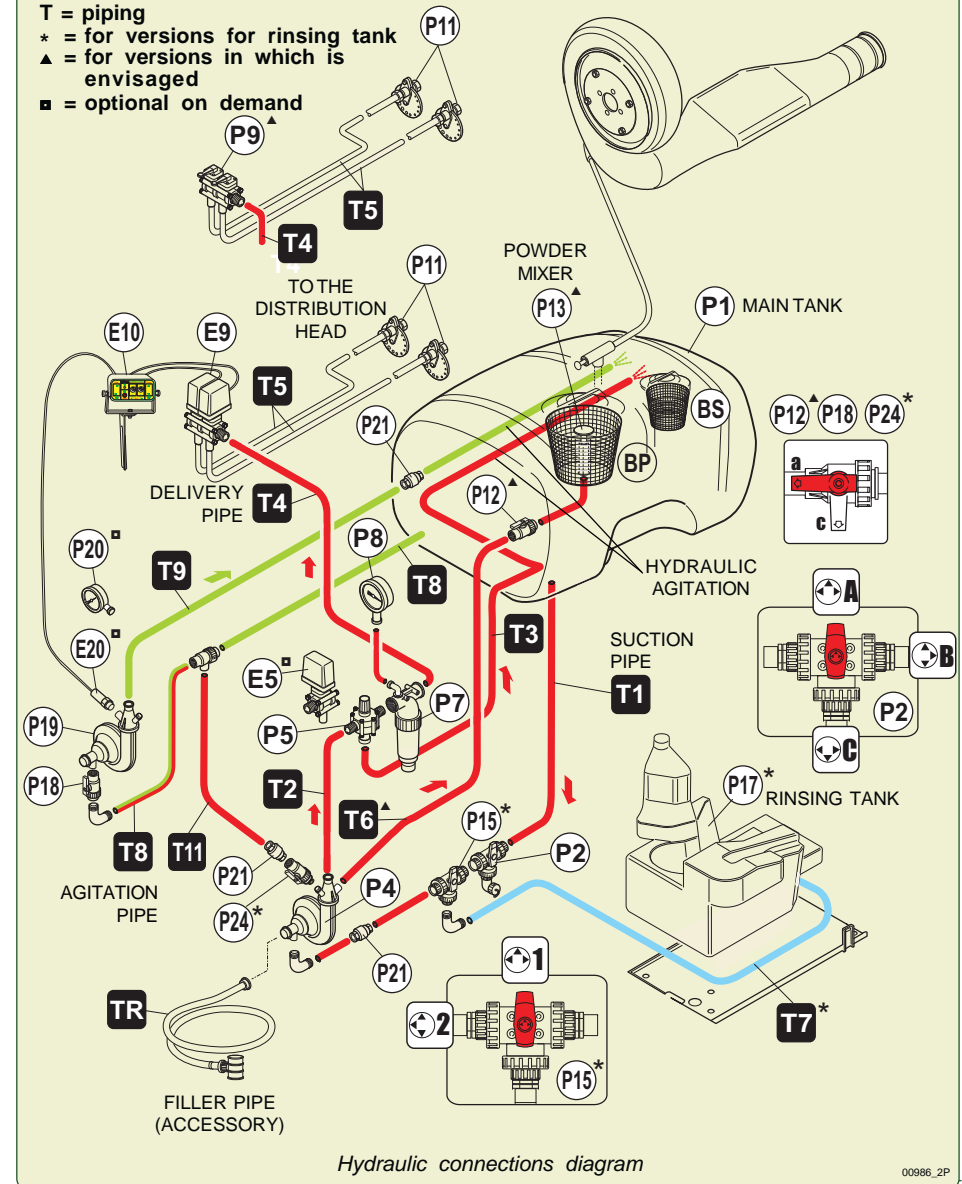 T = piping
* = for versions for rinsing tank
▲ = for versions in which is
envisaged
◘ = optional on demand
P11
P9▲
T5
T4
TO THE
DISTRIBUTION
HEAD
P11
POWDER
MIXER
P13▲
P1 MAIN TANK
E10
E9
T5
P21
BS
BP
P12▲ P18 P24*
a
c
DELIVERY
PIPE
T4
P12▲
P20◘
P8
T9
T8
HYDRAULIC
AGITATION
A
B
C
P2
T3
SUCTION
PIPE
T1
E20◘
E5◘
P7
P5
P19
P18
T2
T6▲
P15*
P2
P17*
RINSING TANK
T8
T11
AGITATION
PIPE
P21
P24*
P4
P21
1
2
P15*
TR
T7*
FILLER PIPE
(ACCESSORY)
Hydraulic connections diagram
00986_2P